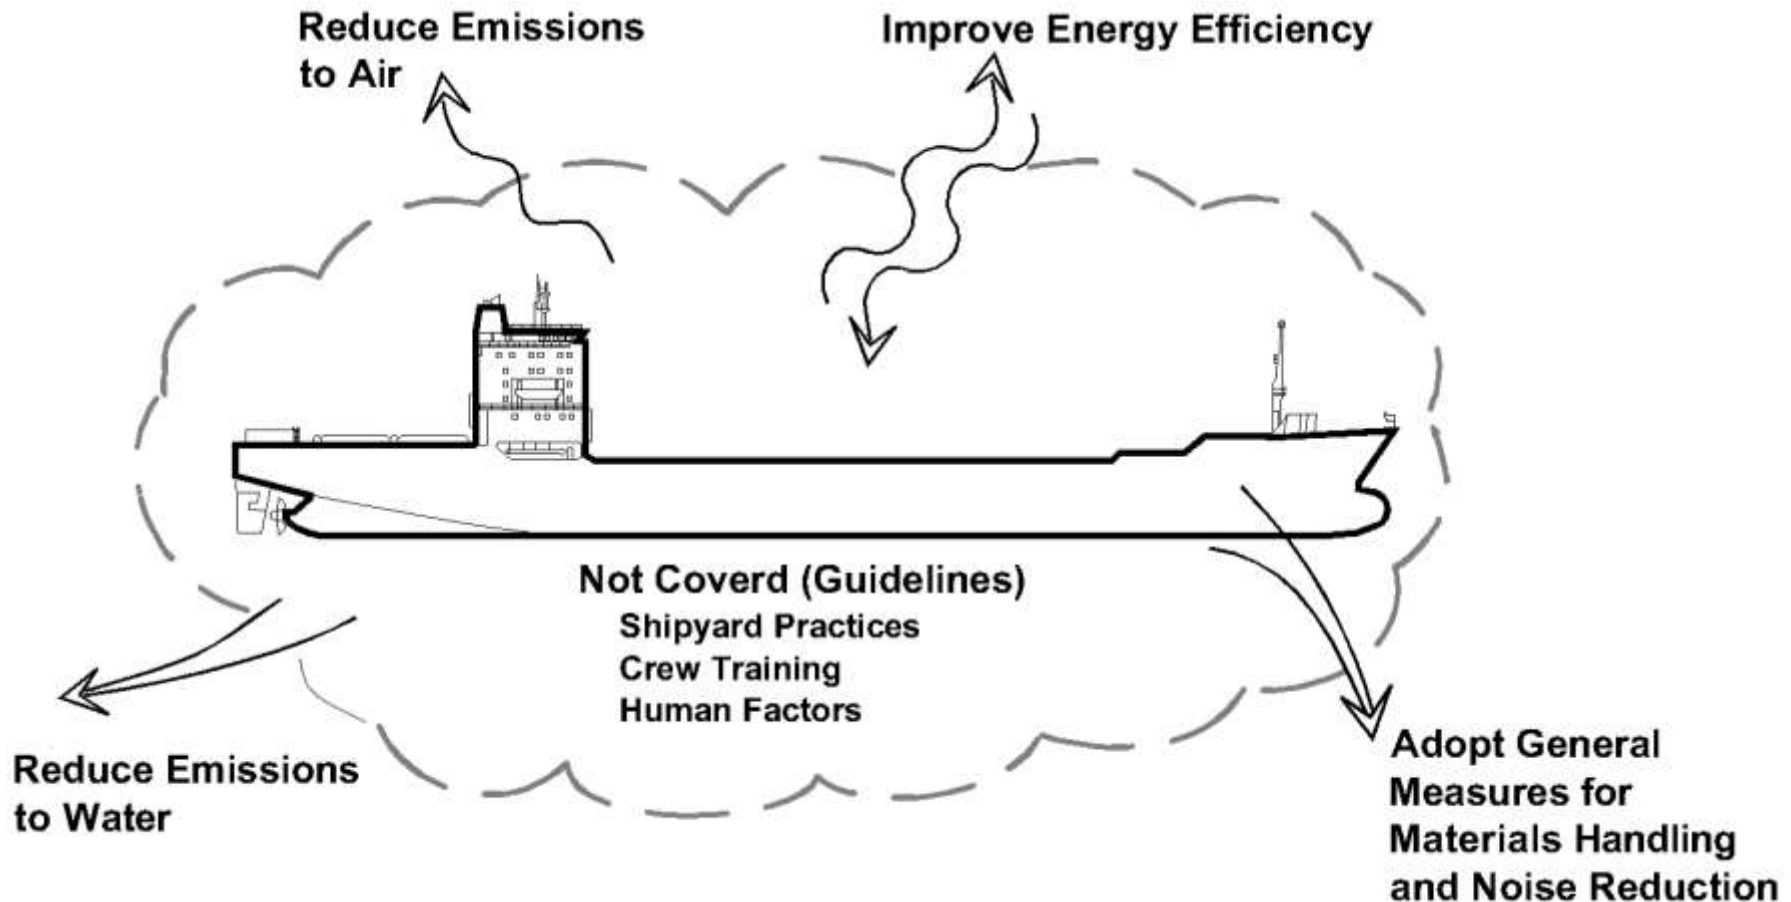 Reduce Emissions
to Air
Improve Energy Efficiency
Not Coverd (Guidelines)
Shipyard Practices
Crew Training
Human Factors
Reduce Emissions
to Water
Adopt General
Measures for
Materials Handling
and Noise Reduction